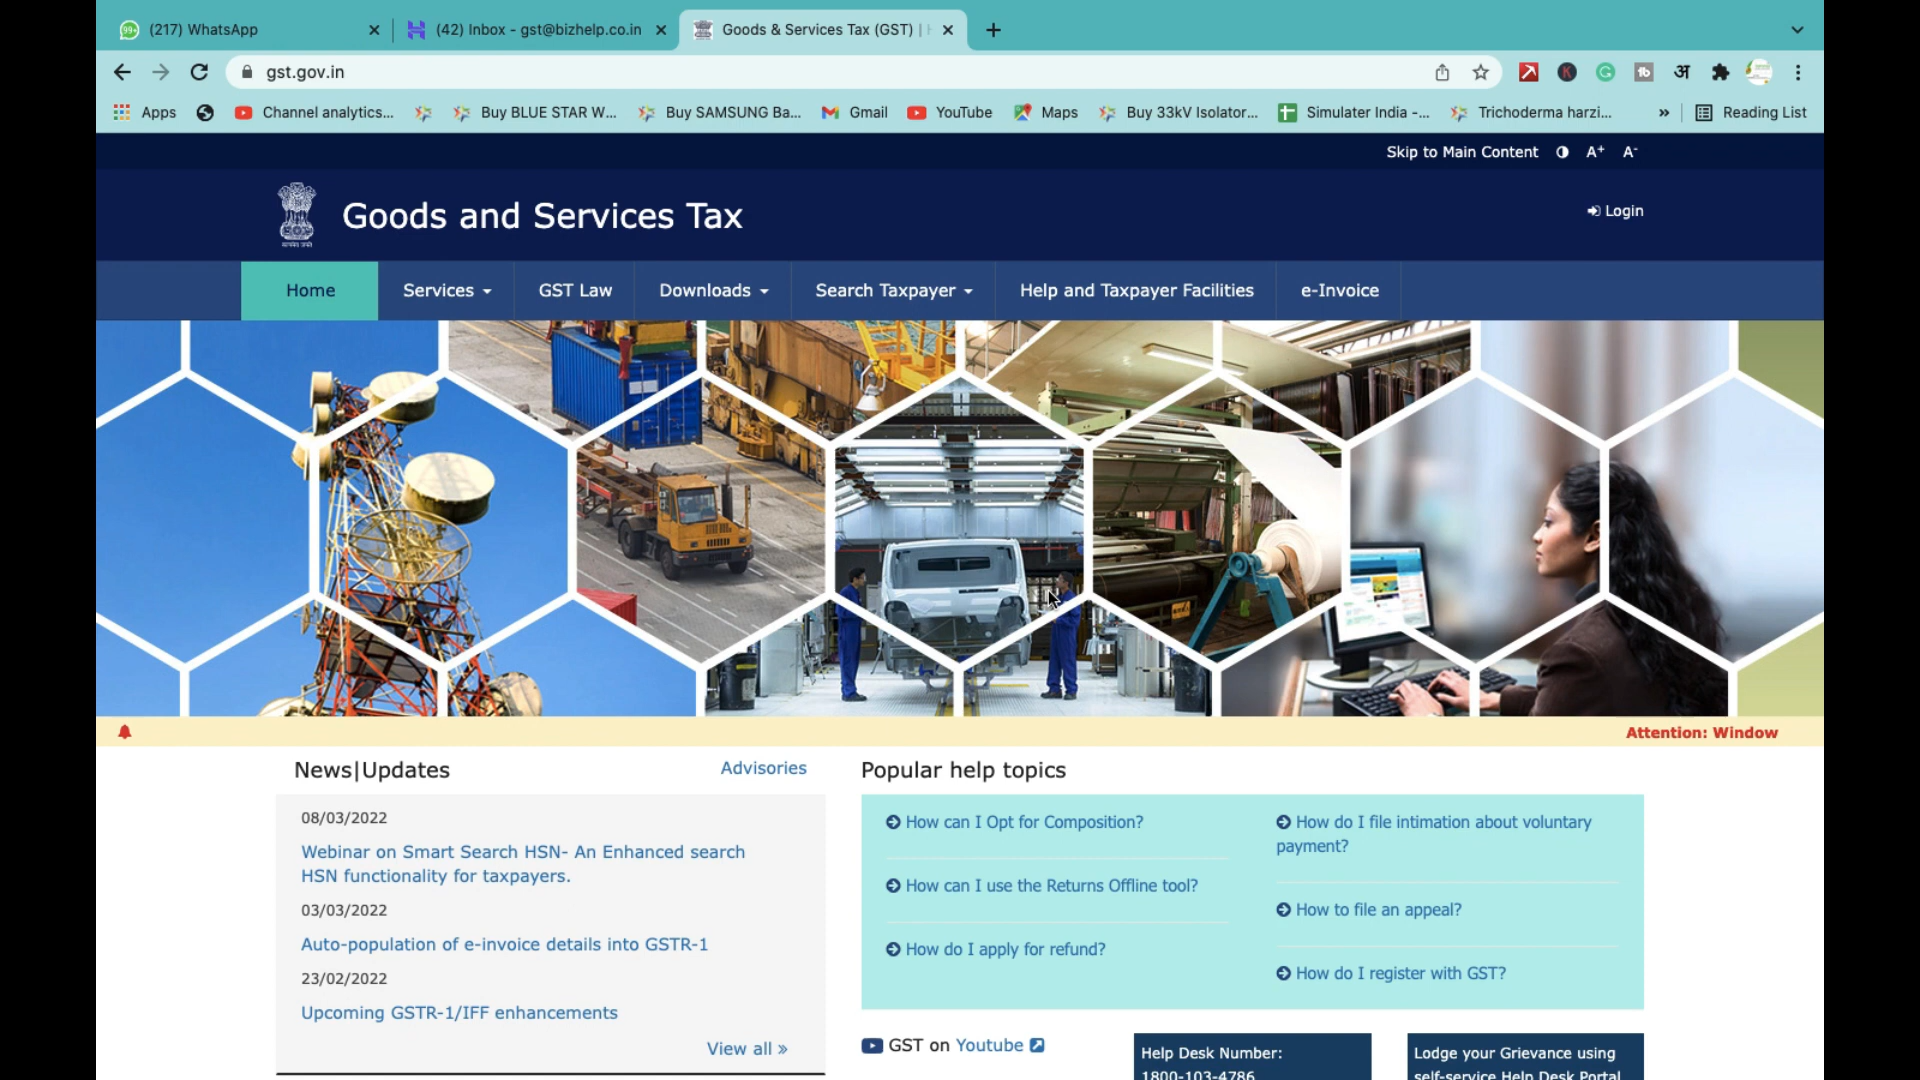 (217) WhatsApp
(42) Inbox - gst@bizhelp.co.in
Goods & Services Tax (GST) |
gst.gov.in
Apps
Channel analytics...
Buy BLUE STAR W...
Buy SAMSUNG Ba...
Gmail
YouTube
Maps
Buy 33kV Isolator...
Simulater India -...
Trichoderma harzi...
»
Reading List
Skip to Main Content
A+
A-
Goods and Services Tax
Login
Home
Services
GST Law
Downloads
Search Taxpayer
Help and Taxpayer Facilities
e-Invoice
Attention: Window
News|Updates
Advisories
08/03/2022
Webinar on Smart Search HSN- An Enhanced search
HSN functionality for taxpayers.
03/03/2022
Auto-population of e-invoice details into GSTR-1
23/02/2022
Upcoming GSTR-1/IFF enhancements
View all »
Popular help topics
How can I Opt for Composition?
How can I use the Returns Offline tool?
How do I apply for refund?
How do I file intimation about voluntary
payment?
How to file an appeal?
How do I register with GST?
GST on Youtube
Help Desk Number:
1800-103-4786
Lodge your Grievance using
self-service Help Desk Portal